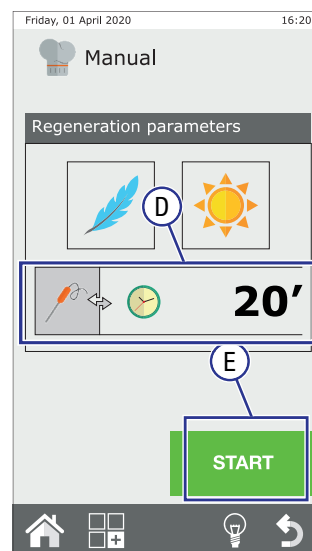 Friday, 01 April 2020 16:20
Manual
Regeneration parameters
D
20′
E
START